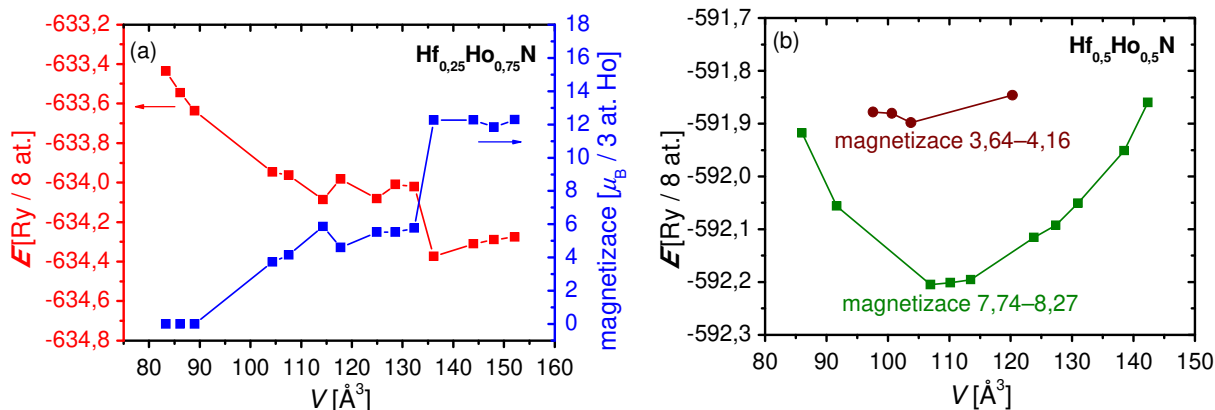 (a)
Hf0,25Ho0,75N
E[Ry / 8 at.]
-633,2
-633,4
-633,6
-633,8
-634,0
-634,2
-634,4
-634,6
-634,8
18
16
14
12
10
8
6
4
2
0
magnetizace [μB / 3 at. Ho]
80 90 100 110 120 130 140 150 160
V [Å3]
(b)
Hf0,5Ho0,5N
E[Ry / 8 at.]
-591,7
-591,8
-591,9
-592,0
-592,1
-592,2
-592,3
magnetizace 3,64–4,16
magnetizace 7,74–8,27
80 90 100 110 120 130 140 150
V [Å3]